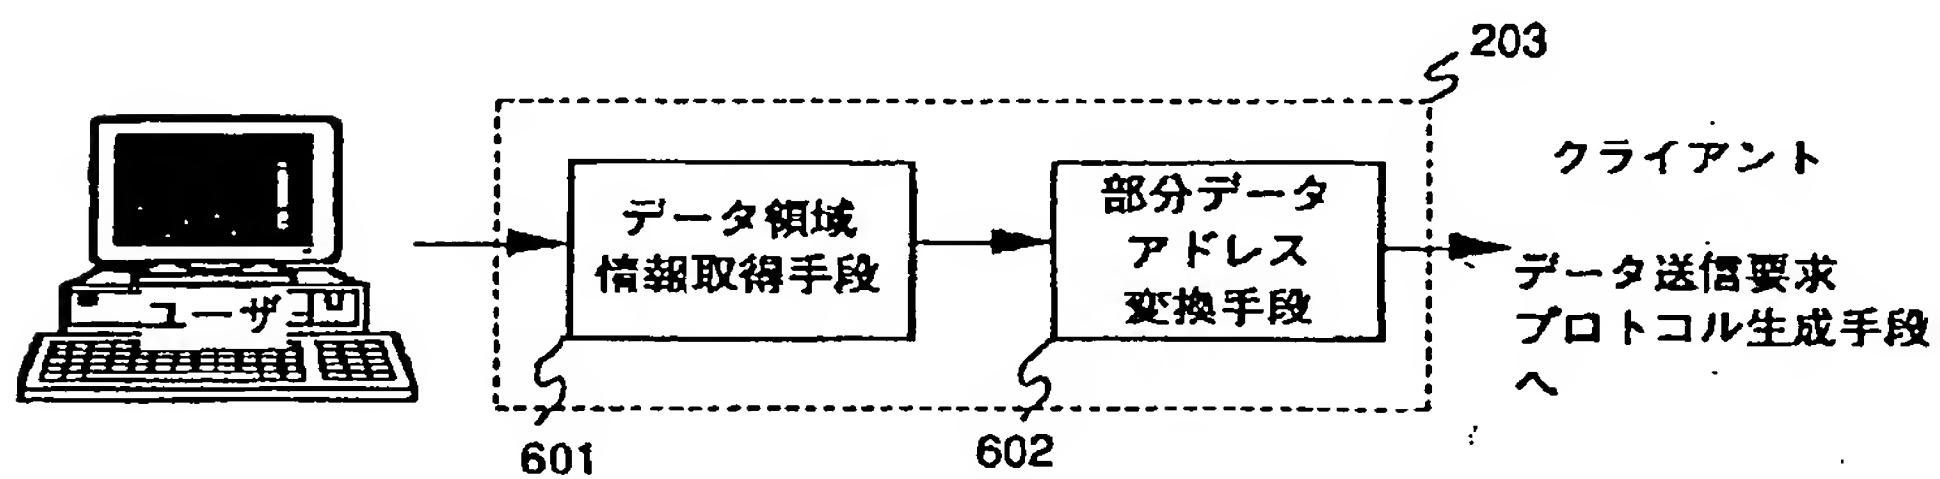 203
クライアント
データ領域
情報取得手段
部分データ
アドレス
変換手段
ユーザ
データ送信要求
プロトコル生成手段
へ
601
602